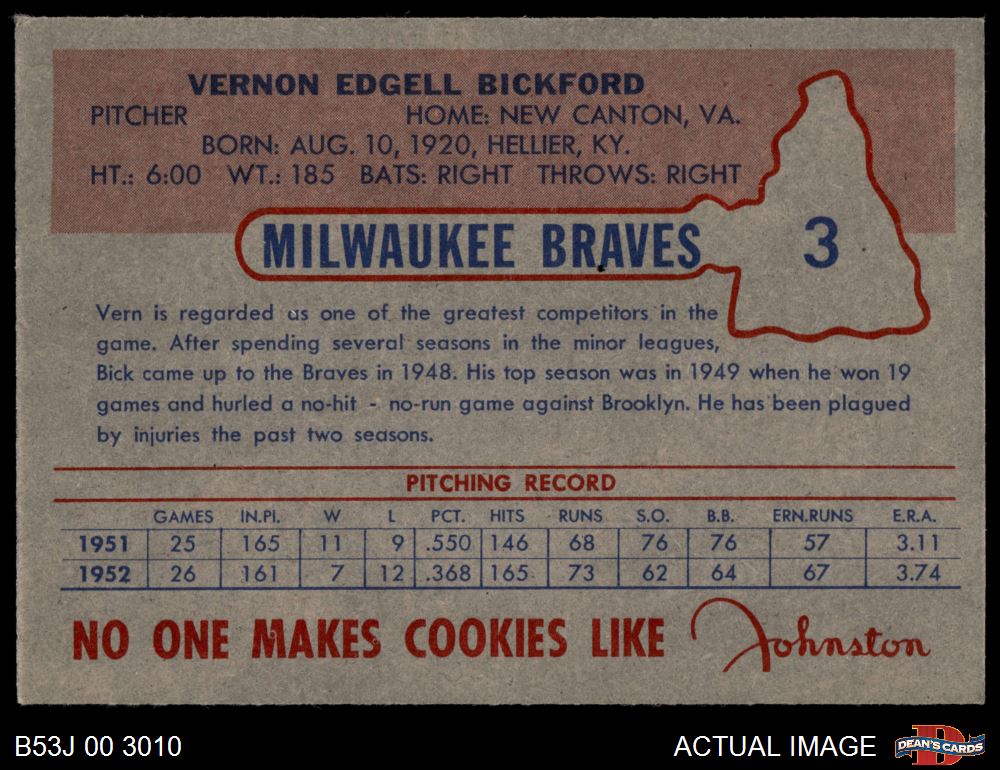 VERNON EDGELL BICKFORD
PITCHER HOME: NEW CANTON, VA.
BORN: AUG. 10, 1920, HELLIER, KY.
HT.: 6:00 WT.: 185 BATS: RIGHT THROWS: RIGHT
MILWAUKEE BRAVES 3
Vern is regarded as one of the greatest competitors in the
game. After spending several seasons in the minor leagues,
Bick came up to the Braves in 1948. His top season was in 1949 when he won 19
games and hurled a no-hit - no-run game against Brooklyn. He has been plagued
by injuries the past two seasons.
PITCHING RECORD
GAMES IN.PI. W L PCT. HITS RUNS S.O. B.B. ERN.RUNS E.R.A.
1951 25 165 11 9 .550 146 68 76 76 57 3.11
1952 26 161 7 12 .368 165 73 62 64 67 3.74
NO ONE MAKES COOKIES LIKE Johnston
B53J 00 3010 ACTUAL IMAGE D DEAN'S CARDS